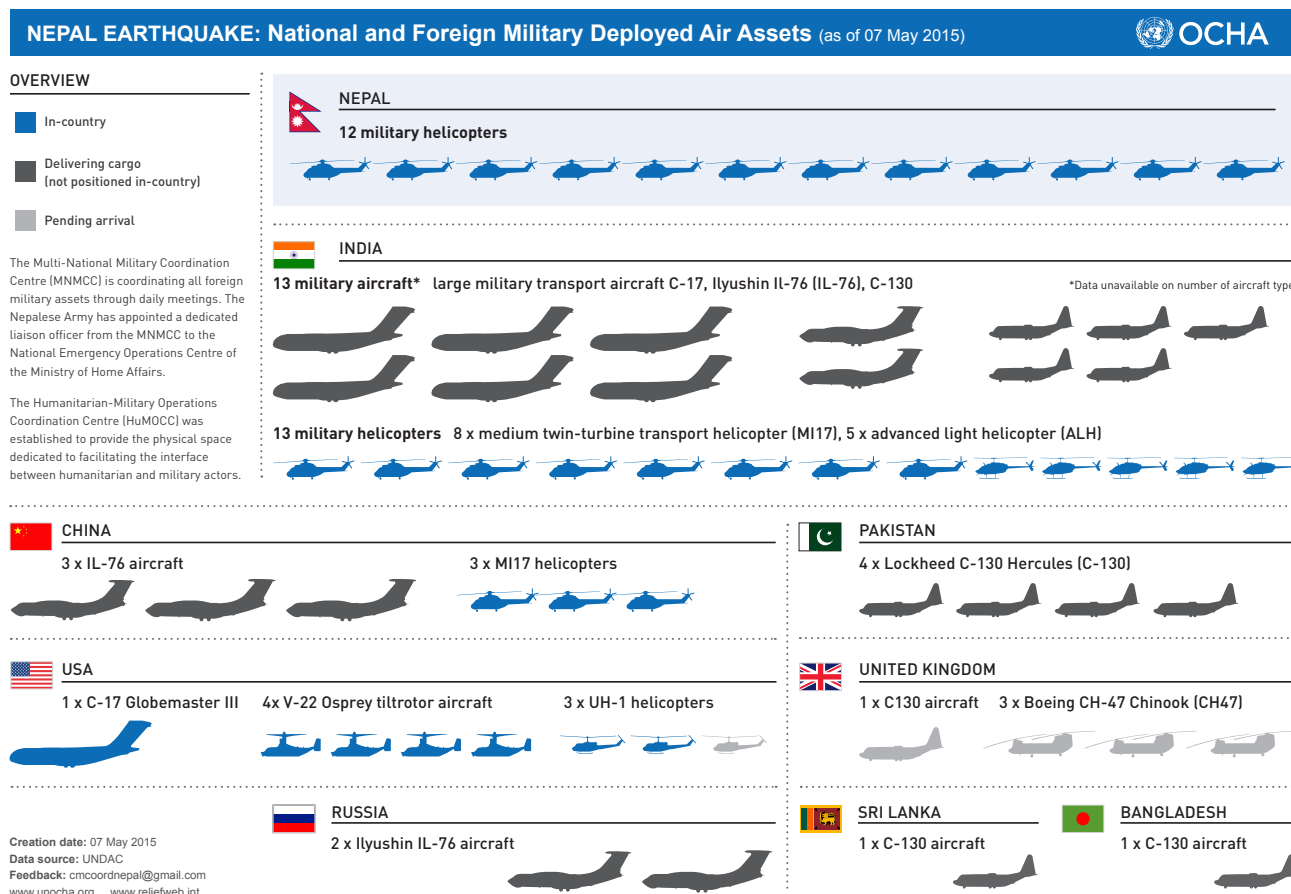 NEPAL EARTHQUAKE: National and Foreign Military Deployed Air Assets (as of 07 May 2015)
OCHA
OVERVIEW
In-country
Delivering cargo
(not positioned in-country)
Pending arrival
The Multi-National Military Coordination
Centre (MNMCC) is coordinating all foreign
military assets through daily meetings. The
Nepalese Army has appointed a dedicated
liaison officer from the MNMCC to the
National Emergency Operations Centre of
the Ministry of Home Affairs.
The Humanitarian-Military Operations
Coordination Centre (HuMOCC) was
established to provide the physical space
dedicated to facilitating the interface
between humanitarian and military actors.
NEPAL
12 military helicopters
INDIA
13 military aircraft* large military transport aircraft C-17, Ilyushin Il-76 (IL-76), C-130
*Data unavailable on number of aircraft type
13 military helicopters 8 x medium twin-turbine transport helicopter (MI17), 5 x advanced light helicopter (ALH)
CHINA
3 x IL-76 aircraft
3 x MI17 helicopters
PAKISTAN
4 x Lockheed C-130 Hercules (C-130)
USA
1 x C-17 Globemaster III
4x V-22 Osprey tiltrotor aircraft
3 x UH-1 helicopters
UNITED KINGDOM
1 x C130 aircraft
3 x Boeing CH-47 Chinook (CH47)
RUSSIA
2 x Ilyushin IL-76 aircraft
SRI LANKA
1 x C-130 aircraft
BANGLADESH
1 x C-130 aircraft
Creation date: 07 May 2015
Data source: UNDAC
Feedback: cmcoordnepal@gmail.com
www.unocha.org www.reliefweb.int